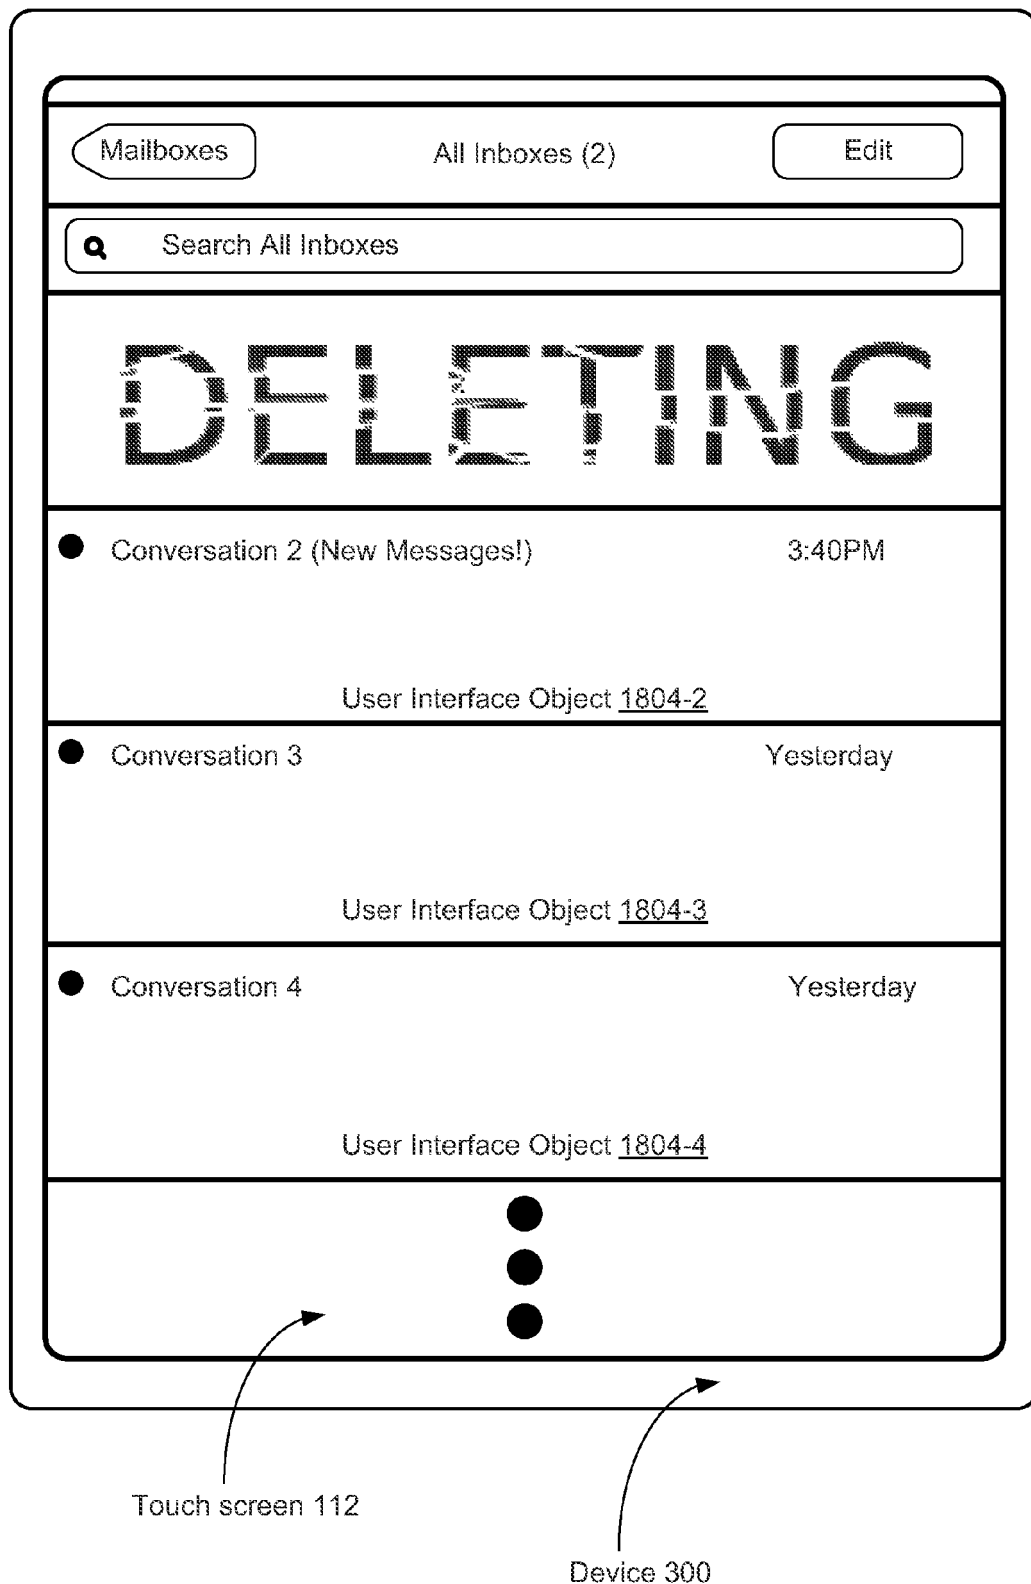 Mailboxes All Inboxes (2) Edit
Search All Inboxes
DELETING
Conversation 2 (New Messages!) 3:40PM
User Interface Object 1804-2
Conversation 3 Yesterday
User Interface Object 1804-3
Conversation 4 Yesterday
User Interface Object 1804-4
Touch screen 112
Device 300